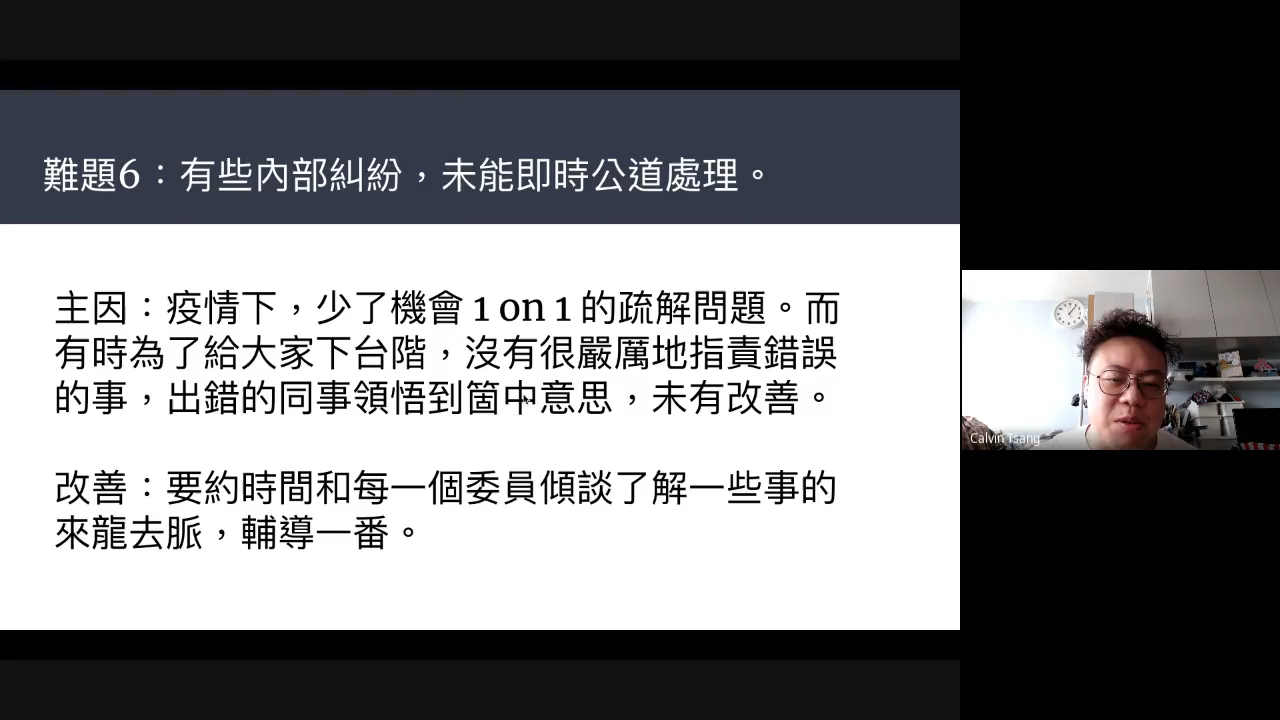 難題6：有些內部糾紛，未能即時公道處理。
主因：疫情下，少了機會 1 on 1 的疏解問題。而
有時為了給大家下台階，沒有很嚴厲地指責錯誤
的事，出錯的同事領悟到箇中意思，未有改善。
改善：要約時間和每一個委員傾談了解一些事的
來龍去脈，輔導一番。
Calvin Tsang